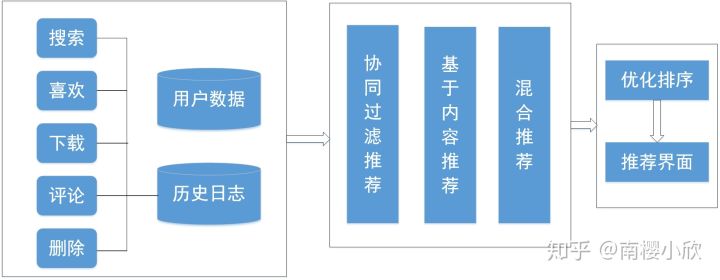 搜索
喜欢
下载
评论
删除
用户数据
历史日志
协同过滤推荐
基于内容推荐
混合推荐
优化排序
推荐界面
知乎 @南樱小欣